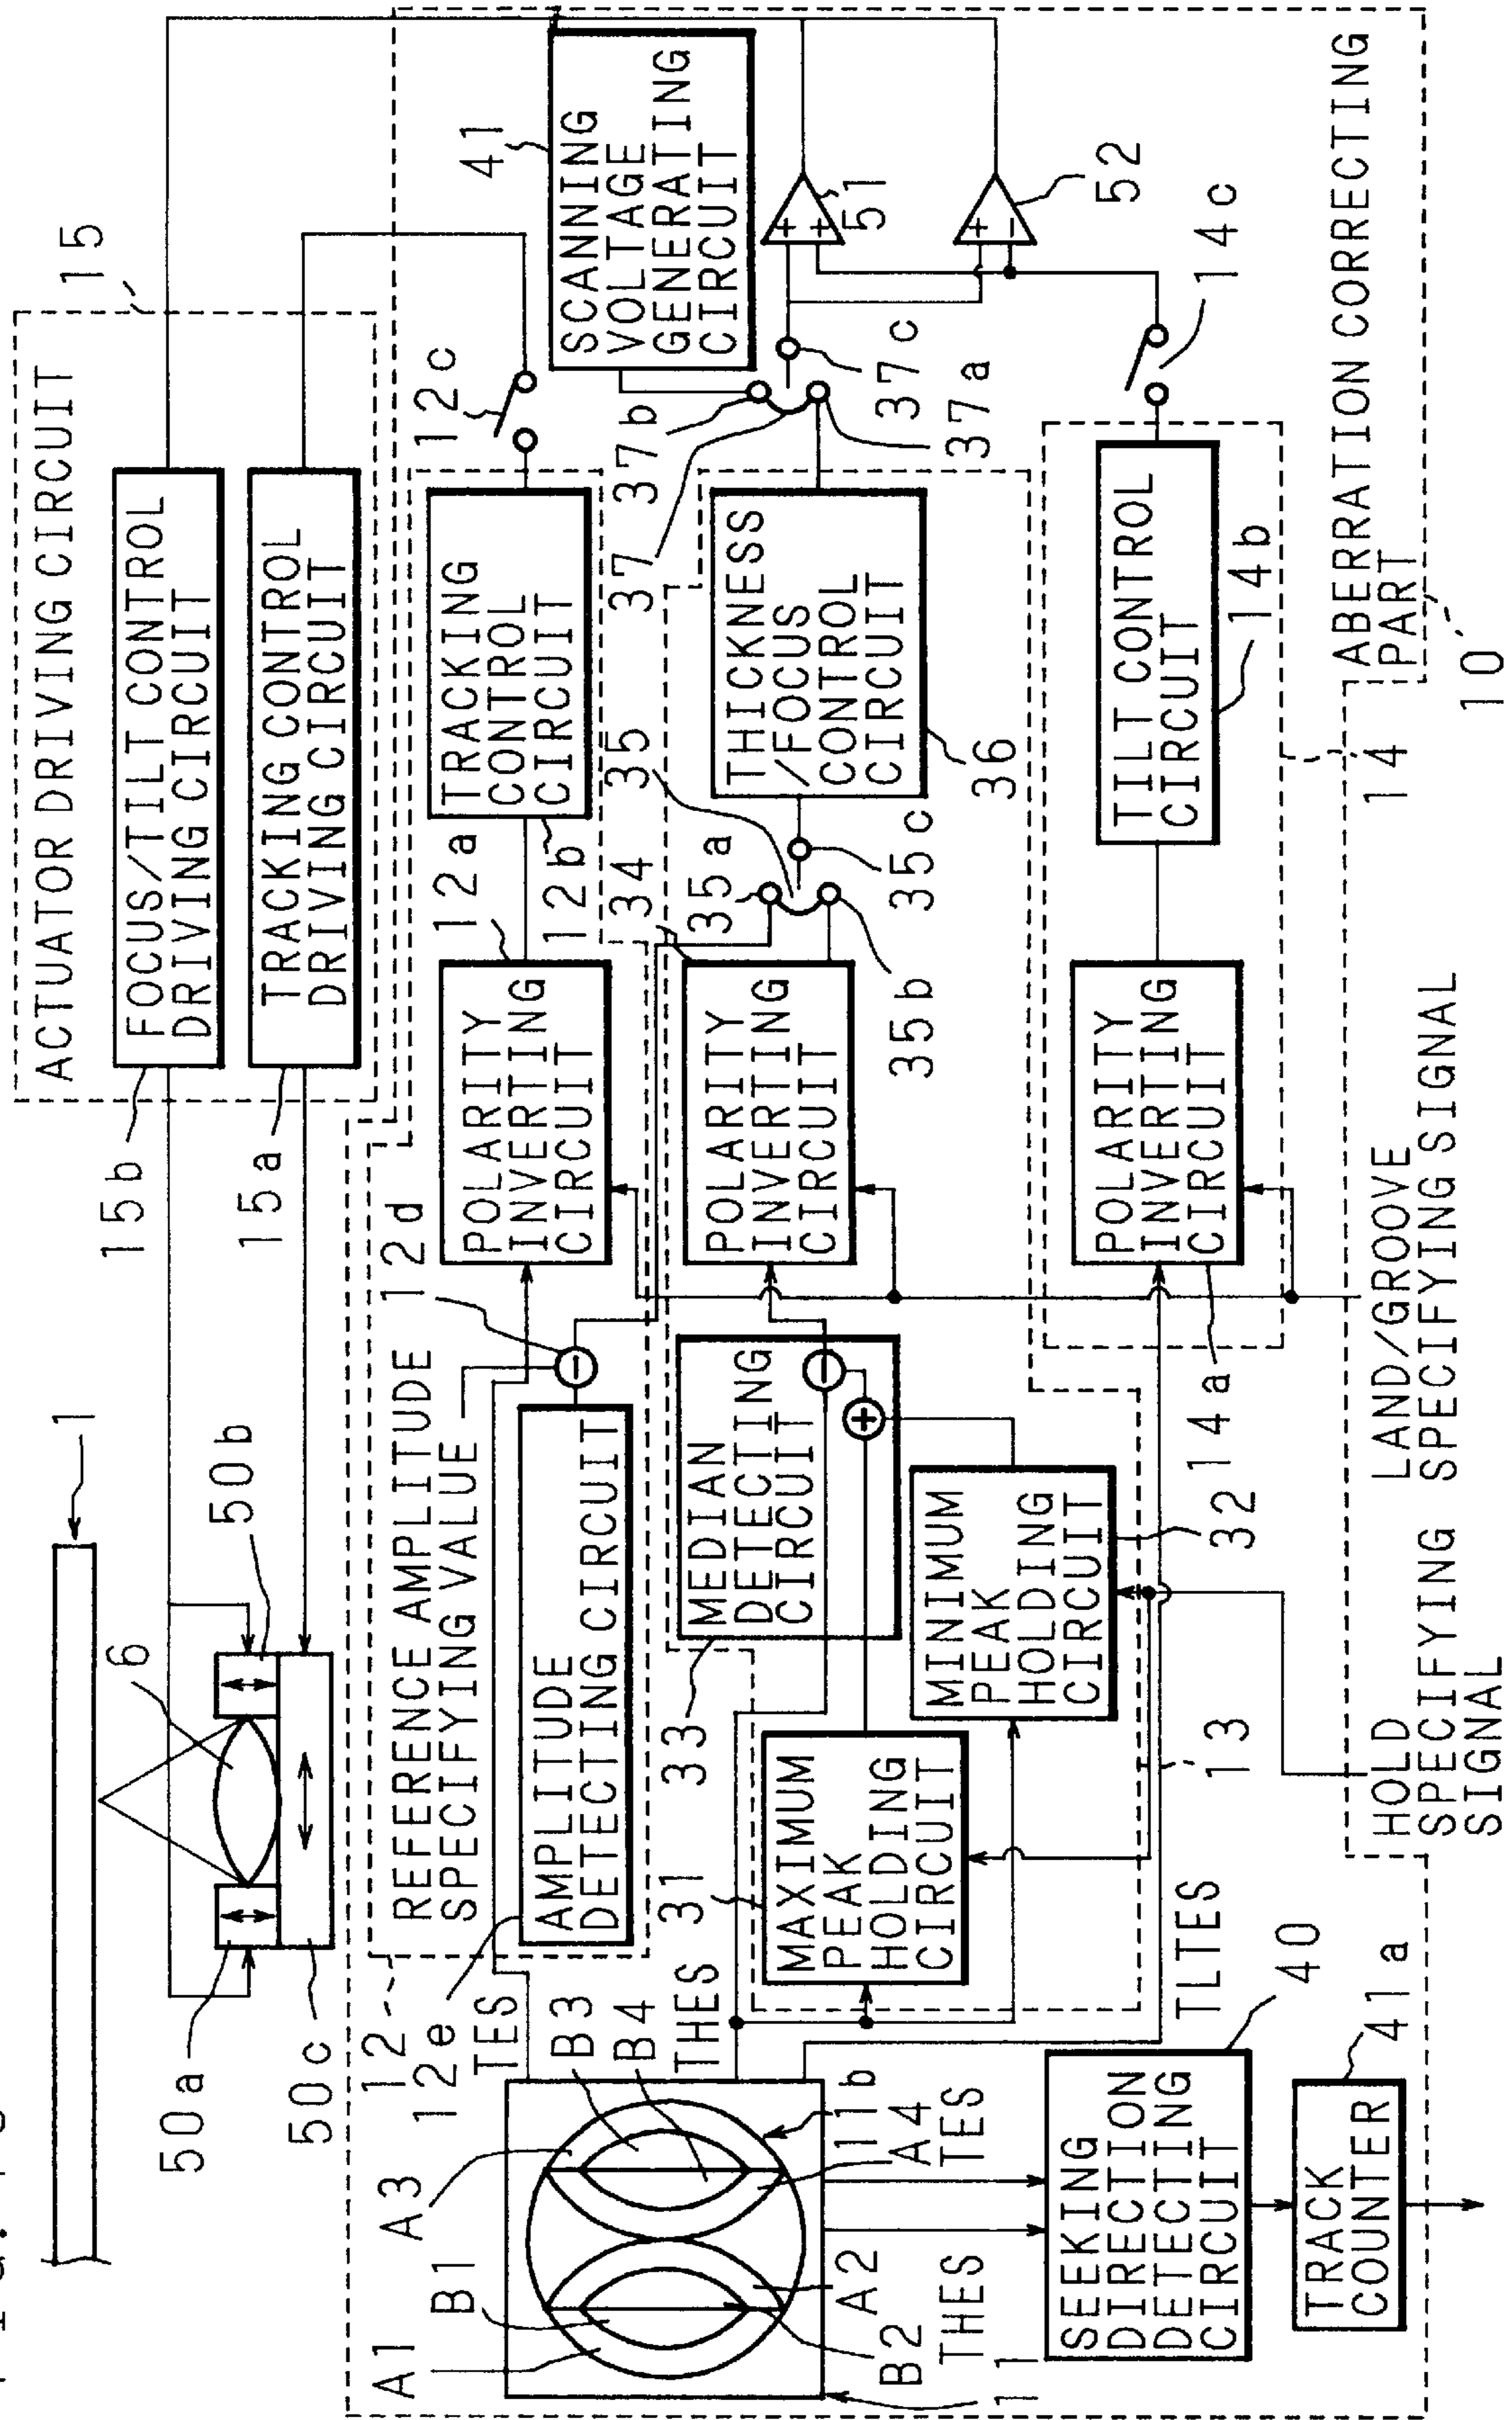 1
6
50a
50b
50c
15b
15a
ACTUATOR DRIVING CIRCUIT
15
FOCUS/TILT CONTROL
DRIVING CIRCUIT
TRACKING CONTROL
DRIVING CIRCUIT
12
12e
REFERENCE AMPLITUDE
SPECIFYING VALUE
12d
AMPLITUDE
DETECTING CIRCUIT
POLARITY
INVERTING
CIRCUIT
12a
TRACKING
CONTROL
CIRCUIT
12b
12c
41
SCANNING
VOLTAGE
GENERATING
CIRCUIT
TES
THES
TLTES
A1
B1
A3
B3
B4
11b
A4
A2
B2
11
THES
TES
31
MAXIMUM
PEAK
HOLDING
CIRCUIT
33
MEDIAN
DETECTING
CIRCUIT
−
+
MINIMUM
PEAK
HOLDING
CIRCUIT
32
13
34
POLARITY
INVERTING
CIRCUIT
35
35a
35b
35c
THICKNESS
/FOCUS
CONTROL
CIRCUIT
36
37
37b
37c
37a
+
+
51
+
−
52
POLARITY
INVERTING
CIRCUIT
14a
TILT CONTROL
CIRCUIT
14b
14c
14
SEEKING
DIRECTION
DETECTING
CIRCUIT
40
TRACK
COUNTER
41a
HOLD
SPECIFYING
SIGNAL
LAND/GROOVE
SPECIFYING SIGNAL
ABERRATION CORRECTING
PART
10